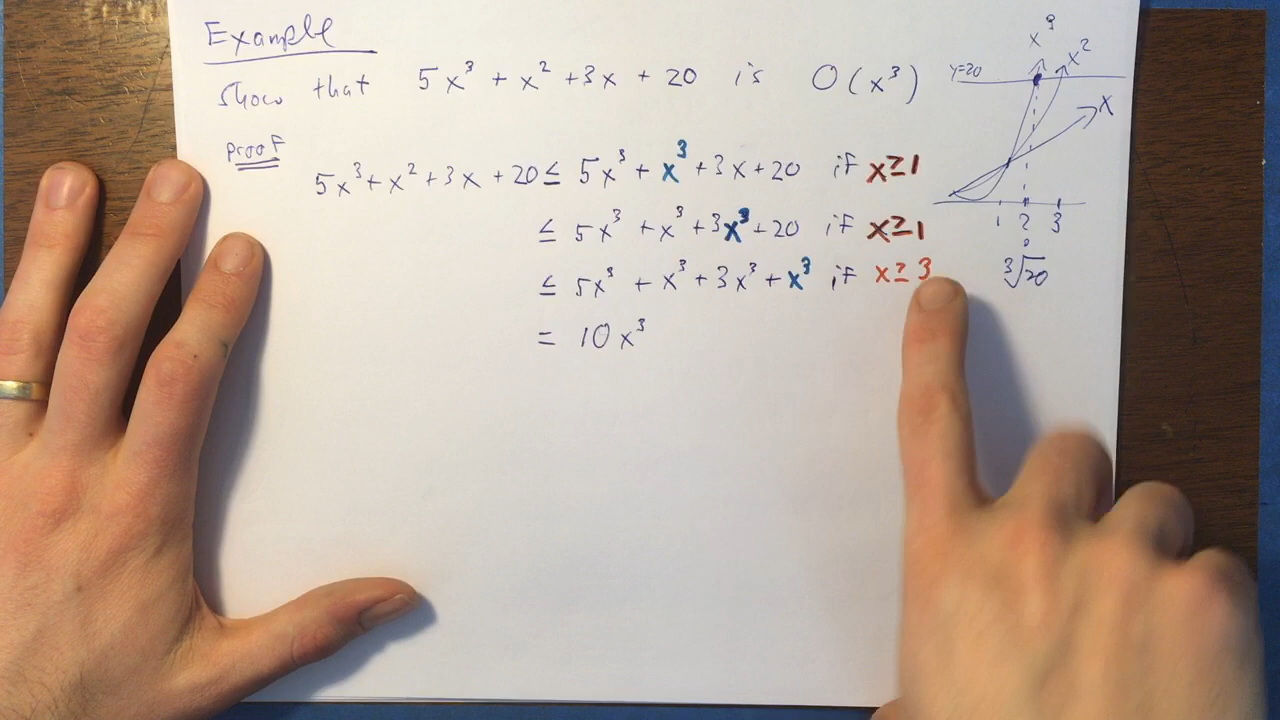 Example
Show that 5x³ + x² + 3x + 20 is O(x³)
Proof
5x³ + x² + 3x + 20 ≤ 5x³ + x³ + 3x + 20 if x ≥ 1
≤ 5x³ + x³ + 3x³ + 20 if x ≥ 1
≤ 5x³ + x³ + 3x³ + x³ if x ≥ 3
= 10x³
x³
x²
y=20
x
1 2 3
∛20